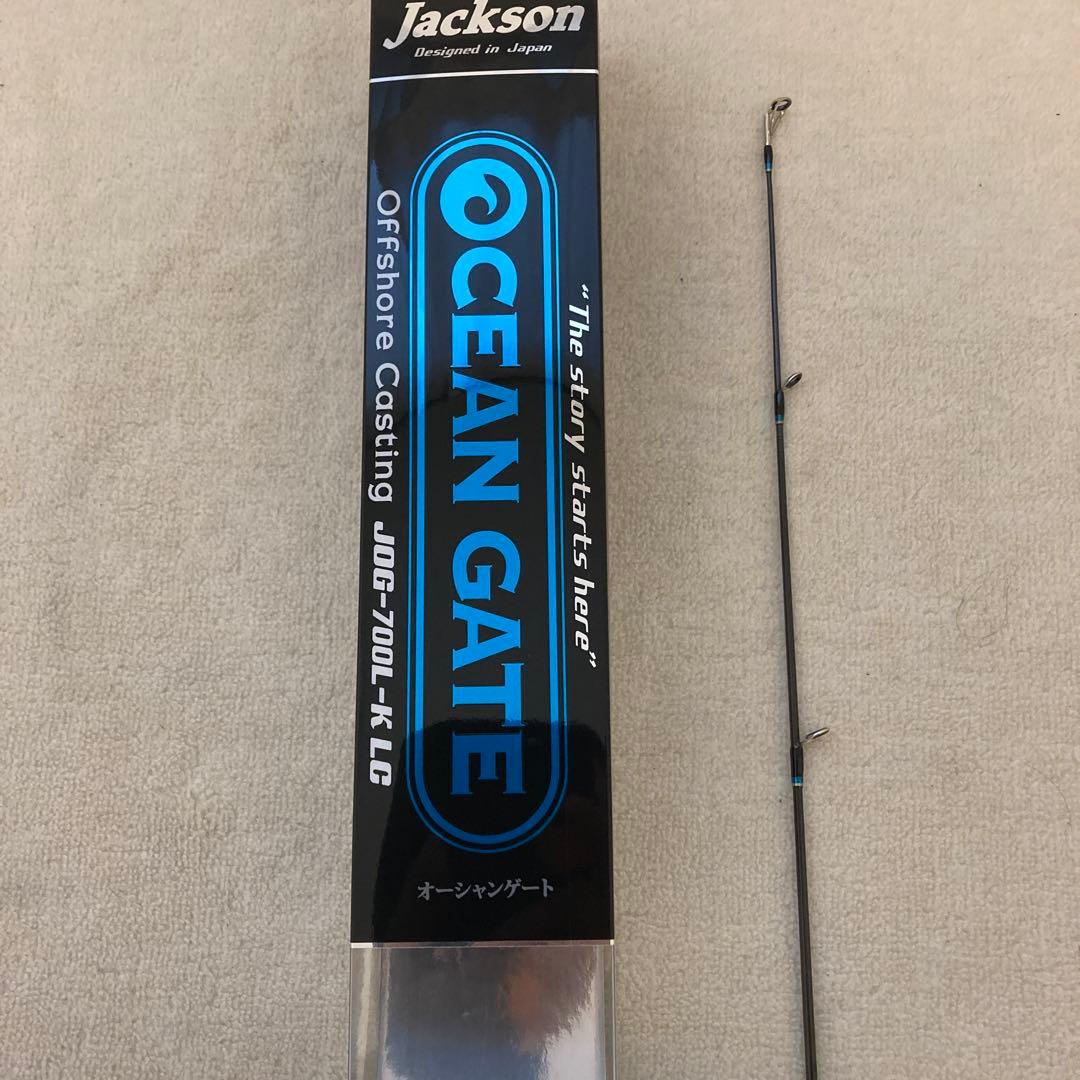 Jackson
Designed in Japan
"The story starts here"
OCEAN GATE
Offshore Casting JOG-700L-K LC
オーシャンゲート